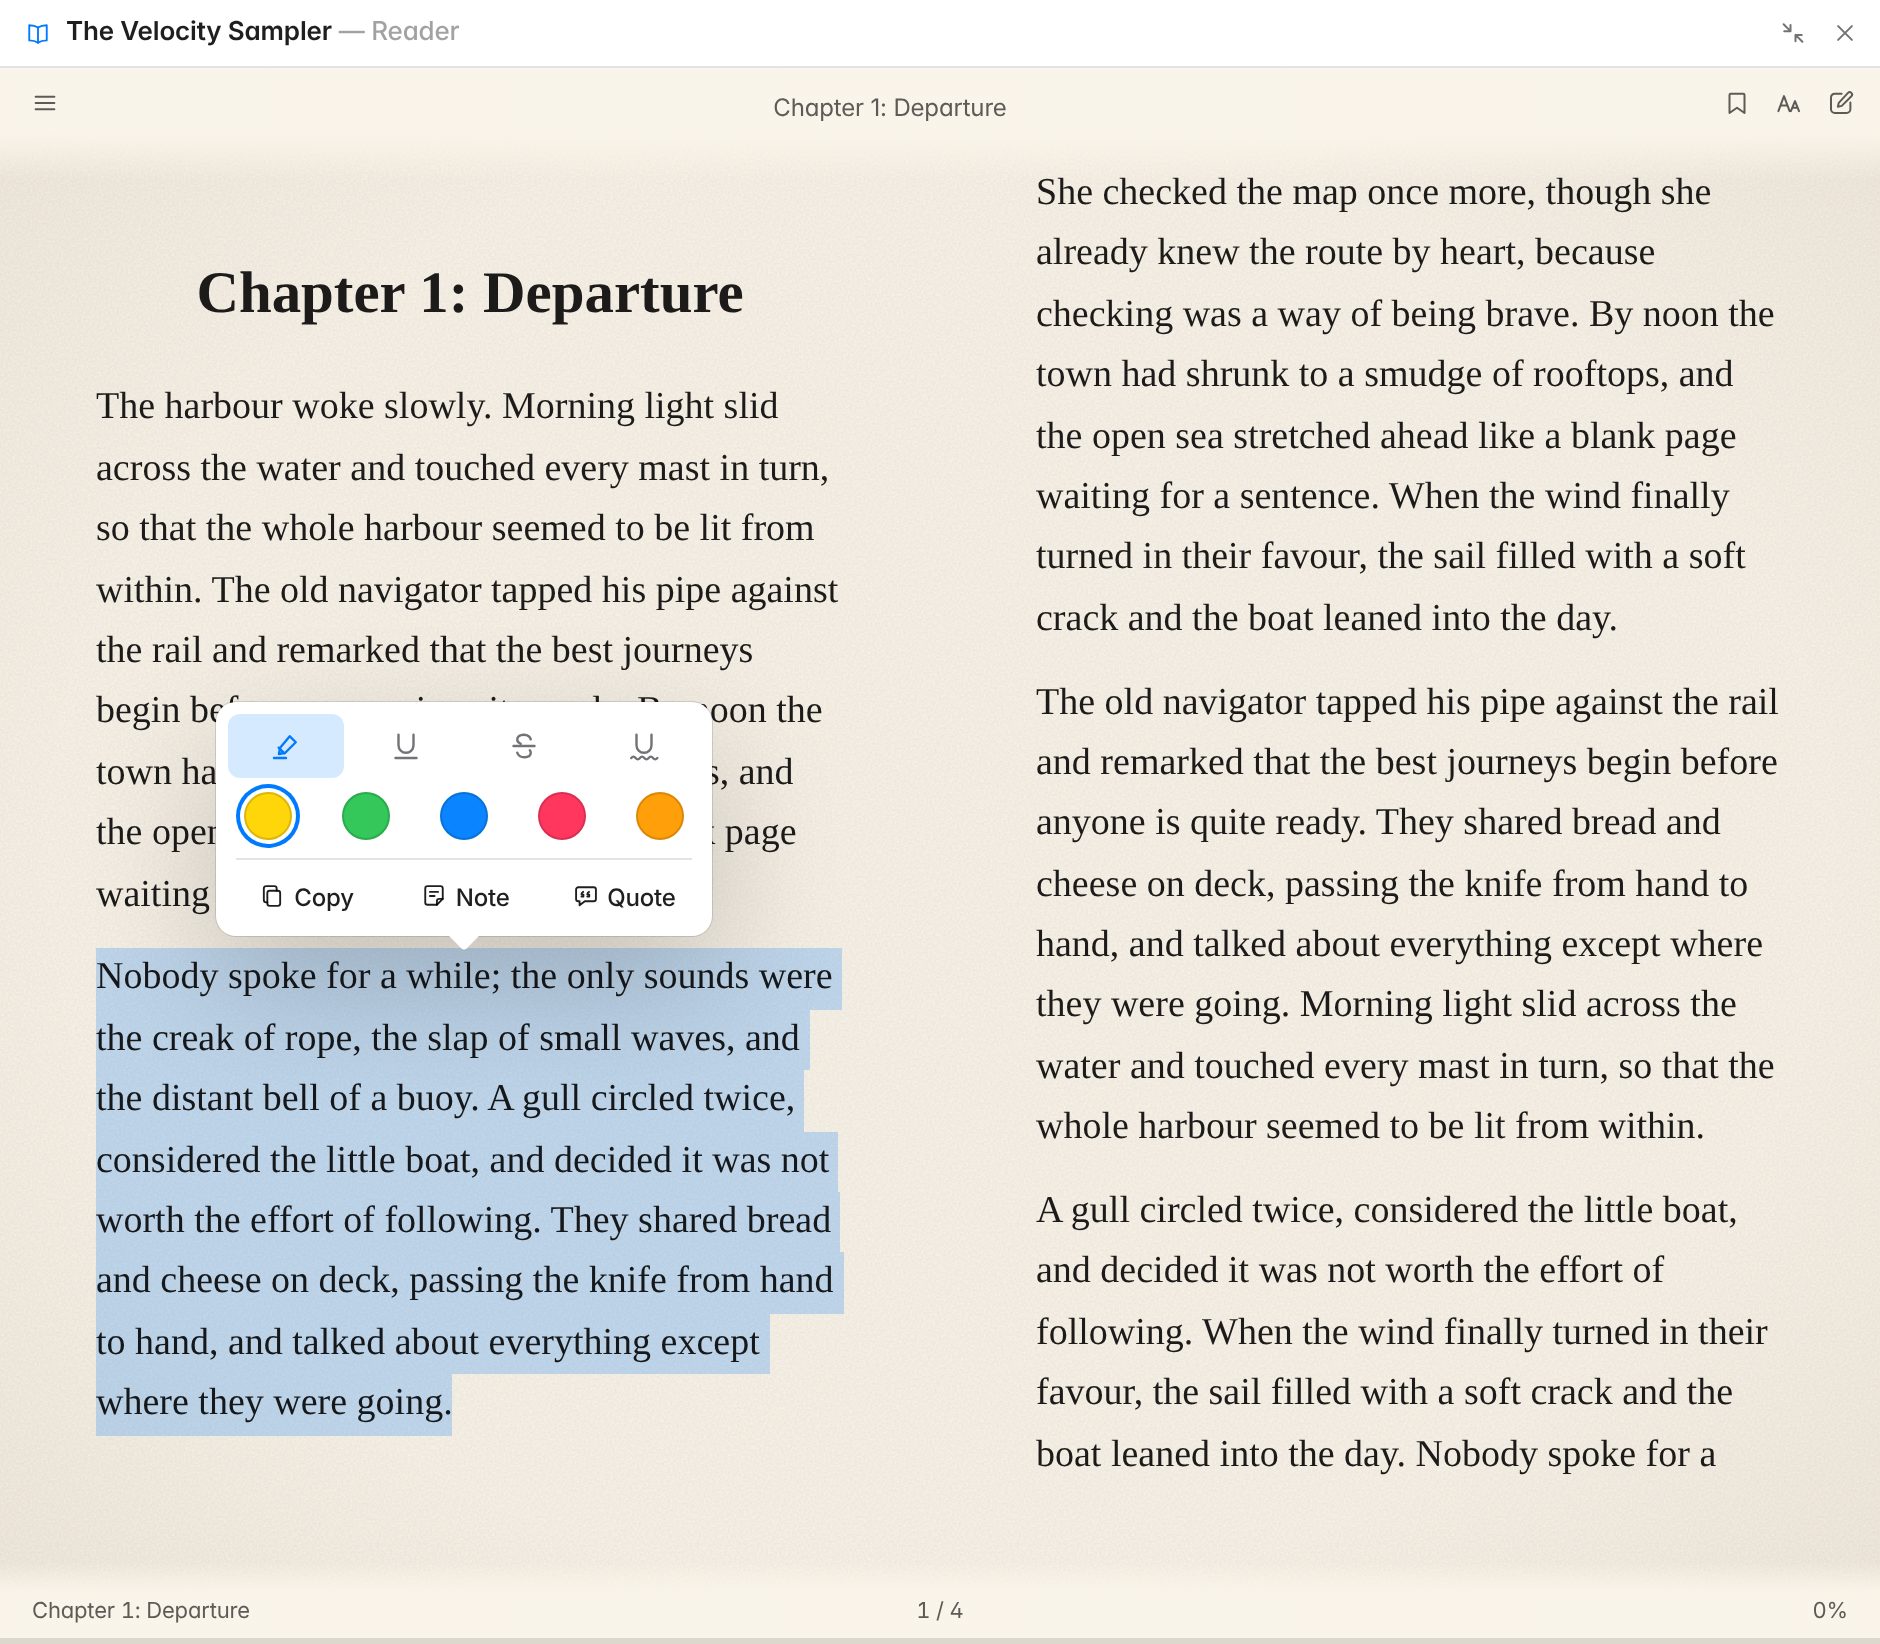 The Velocity Sampler — Reader
Chapter 1: Departure
Chapter 1: Departure
The harbour woke slowly. Morning light slid
across the water and touched every mast in turn,
so that the whole harbour seemed to be lit from
within. The old navigator tapped his pipe against
the rail and remarked that the best journeys
begin the
town and
the page
waiting
Copy Note Quote
Nobody spoke for a while; the only sounds were
the creak of rope, the slap of small waves, and
the distant bell of a buoy. A gull circled twice,
considered the little boat, and decided it was not
worth the effort of following. They shared bread
and cheese on deck, passing the knife from hand
to hand, and talked about everything except
where they were going.
She checked the map once more, though she
already knew the route by heart, because
checking was a way of being brave. By noon the
town had shrunk to a smudge of rooftops, and
the open sea stretched ahead like a blank page
waiting for a sentence. When the wind finally
turned in their favour, the sail filled with a soft
crack and the boat leaned into the day.
The old navigator tapped his pipe against the rail
and remarked that the best journeys begin before
anyone is quite ready. They shared bread and
cheese on deck, passing the knife from hand to
hand, and talked about everything except where
they were going. Morning light slid across the
water and touched every mast in turn, so that the
whole harbour seemed to be lit from within.
A gull circled twice, considered the little boat,
and decided it was not worth the effort of
following. When the wind finally turned in their
favour, the sail filled with a soft crack and the
boat leaned into the day. Nobody spoke for a
Chapter 1: Departure
1 / 4
0%